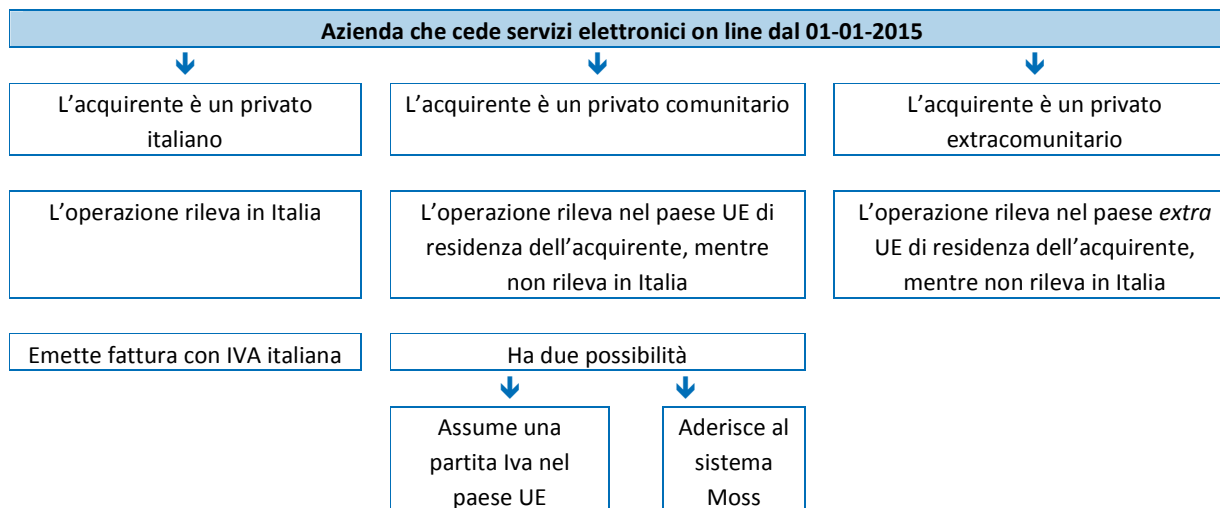 Azienda che cede servizi elettronici on line dal 01-01-2015
L’acquirente è un privato
italiano
L’acquirente è un privato comunitario
L’acquirente è un privato
extracomunitario
L’operazione rileva in Italia
L’operazione rileva nel paese UE di
residenza dell’acquirente, mentre
non rileva in Italia
L’operazione rileva nel paese extra
UE di residenza dell’acquirente,
mentre non rileva in Italia
Emette fattura con IVA italiana
Ha due possibilità
Assume una
partita Iva nel
paese UE
Aderisce al
sistema
Moss